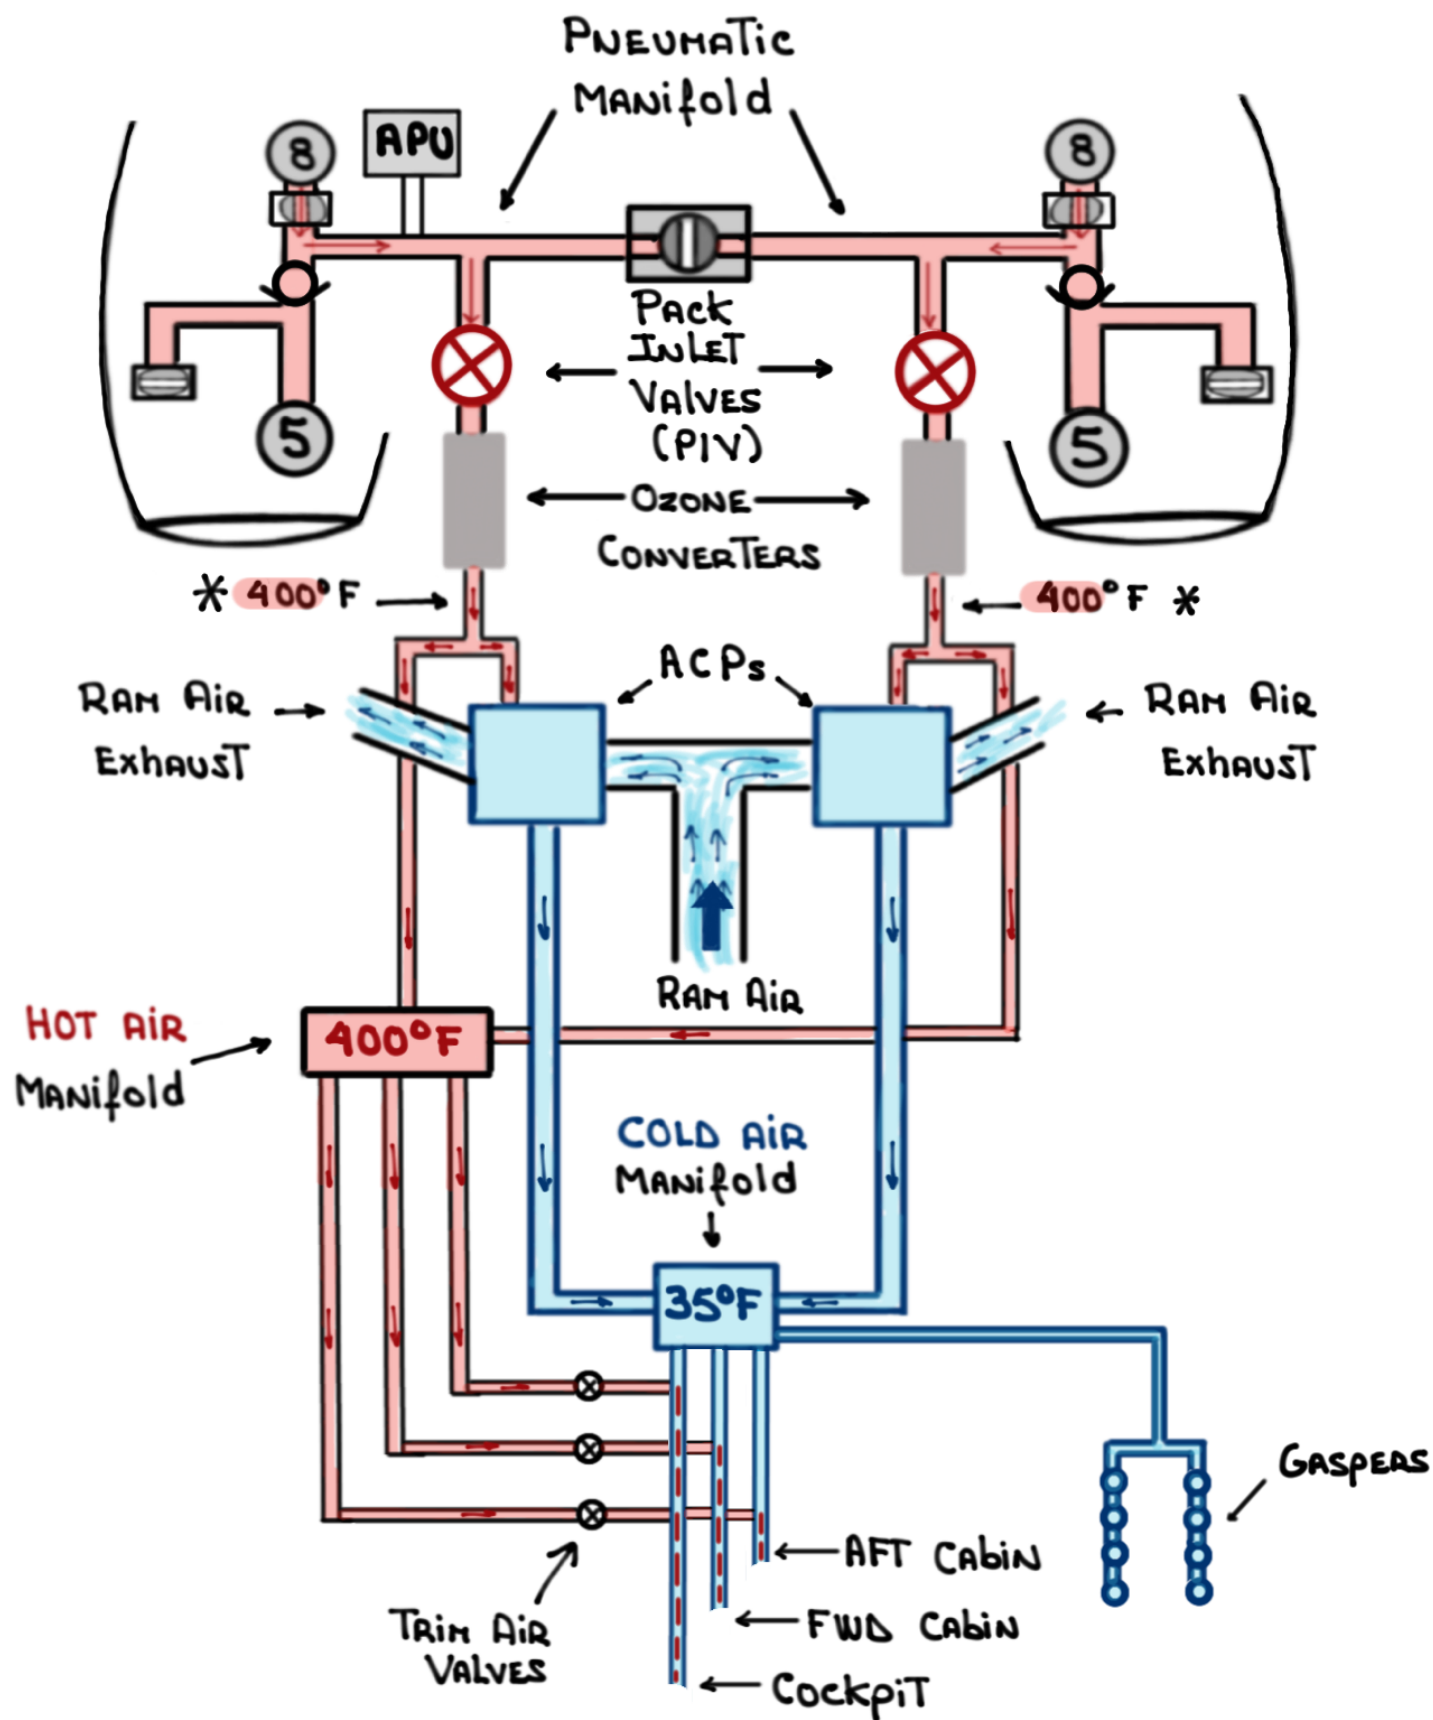 PNEUMATIC
MANIFOLD
8
APU
8
PACK
INLET
VALVES
(PIV)
5
5
OZONE
CONVERTERS
* 400°F
400°F *
ACPs
RAM AIR
EXHAUST
RAM AIR
EXHAUST
RAM AIR
HOT AIR
MANIFOLD
400°F
COLD AIR
MANIFOLD
35°F
GASPERS
AFT CABIN
FWD CABIN
COCKPIT
TRIM AIR
VALVES